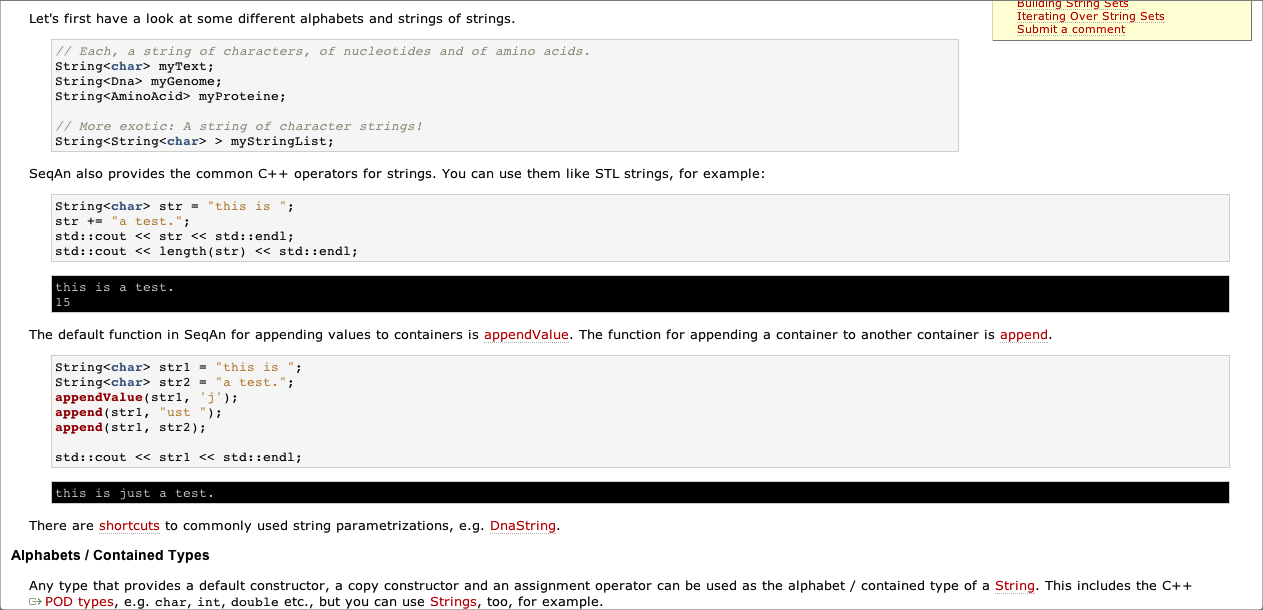 Let's first have a look at some different alphabets and strings of strings.
Building String Sets
Iterating Over String Sets
Submit a comment
// Each, a string of characters, of nucleotides and of amino acids.
String<char> myText;
String<Dna> myGenome;
String<AminoAcid> myProteine;
// More exotic: A string of character strings!
String<String<char> > myStringList;
SeqAn also provides the common C++ operators for strings. You can use them like STL strings, for example:
String<char> str = "this is ";
str += "a test.";
std::cout << str << std::endl;
std::cout << length(str) << std::endl;
this is a test.
15
The default function in SeqAn for appending values to containers is appendValue. The function for appending a container to another container is append.
String<char> str1 = "this is ";
String<char> str2 = "a test.";
appendValue(str1, 'j');
append(str1, "ust ");
append(str1, str2);
std::cout << str1 << std::endl;
this is just a test.
There are shortcuts to commonly used string parametrizations, e.g. DnaString.
Alphabets / Contained Types
Any type that provides a default constructor, a copy constructor and an assignment operator can be used as the alphabet / contained type of a String. This includes the C++
POD types, e.g. char, int, double etc., but you can use Strings, too, for example.